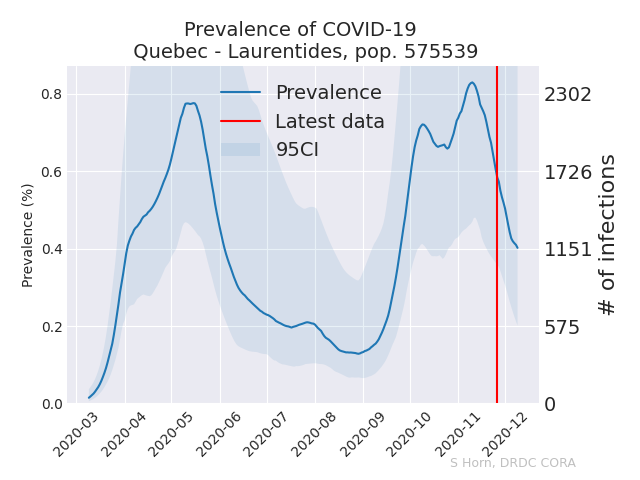 Prevalence of COVID-19
Quebec - Laurentides, pop. 575539
Prevalence
Latest data
95CI
Prevalence (%)
0.8
0.6
0.4
0.2
0.0
2302
1726
1151
575
0
# of infections
2020-03
2020-04
2020-05
2020-06
2020-07
2020-08
2020-09
2020-10
2020-11
2020-12
S Horn, DRDC CORA